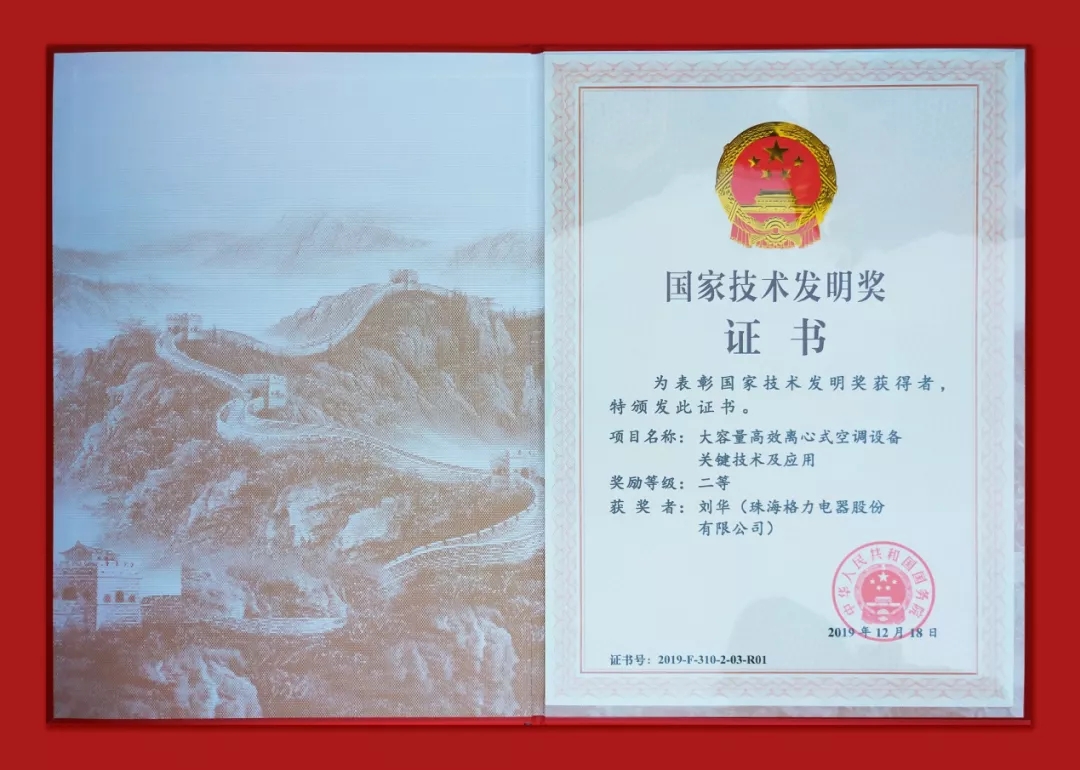 国家技术发明奖
证书
为表彰国家技术发明奖获得者，
特颁发此证书。
项目名称：大容量高效离心式空调设备
关键技术及应用
奖励等级：二等
获奖者：刘华（珠海格力电器股份
有限公司）
中华人民共和国国务院
2019年12月18日
证书号：2019-F-310-2-03-R01